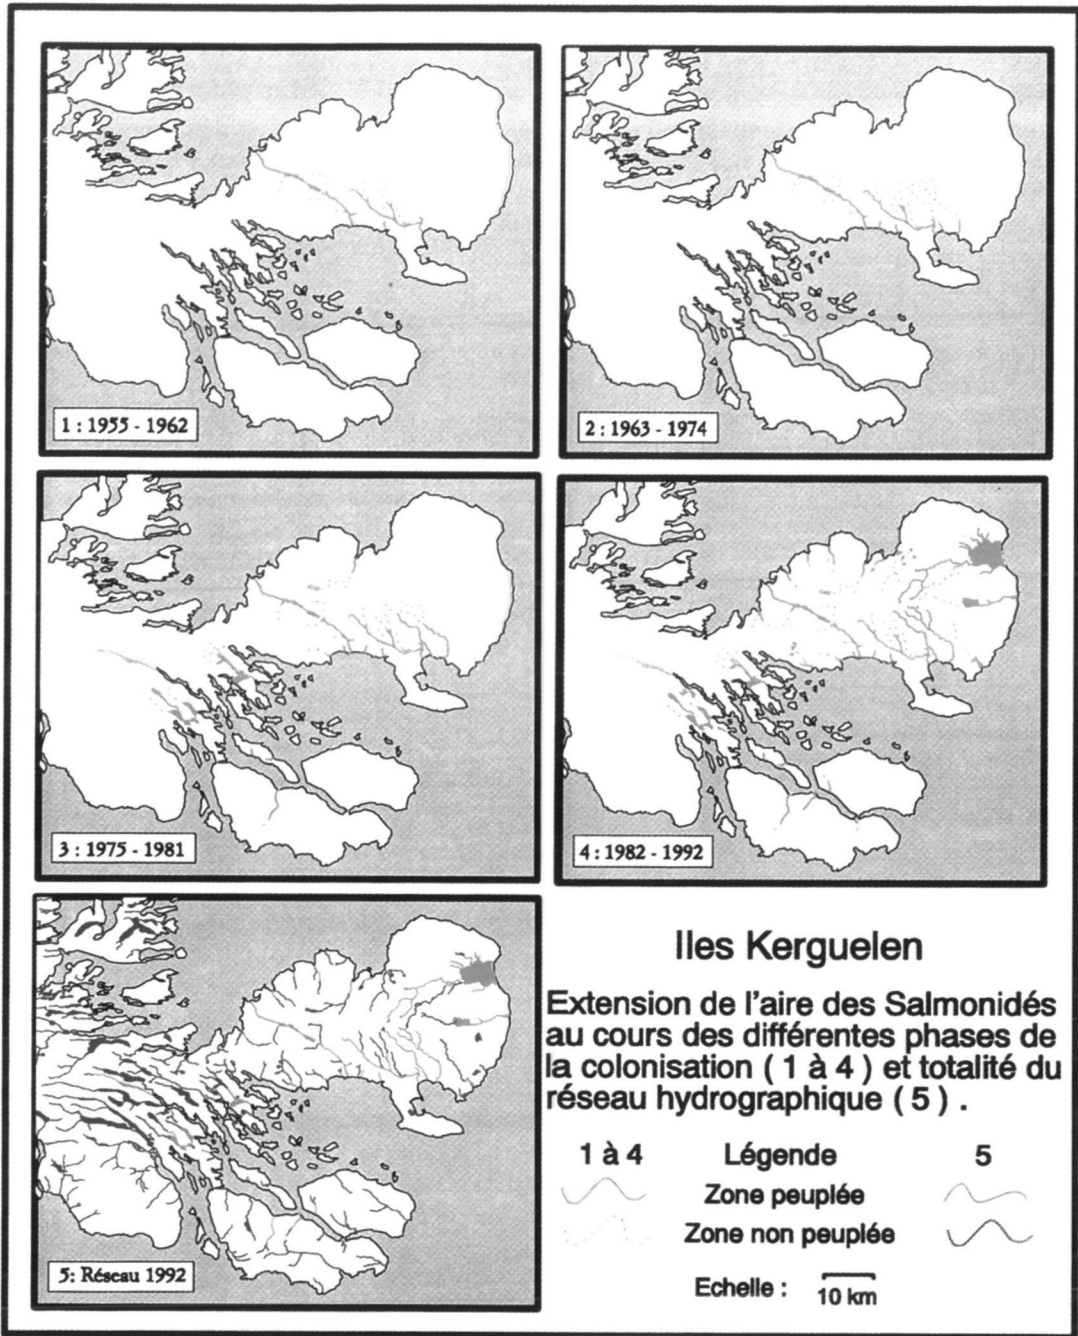 1 : 1955 - 1962
2 : 1963 - 1974
3 : 1975 - 1981
4 : 1982 - 1992
5: Réseau 1992
Iles Kerguelen
Extension de l'aire des Salmonidés
au cours des différentes phases de
la colonisation ( 1 à 4 ) et totalité du
réseau hydrographique ( 5 ) .
1 à 4 Légende 5
Zone peuplée
Zone non peuplée
Echelle : 10 km